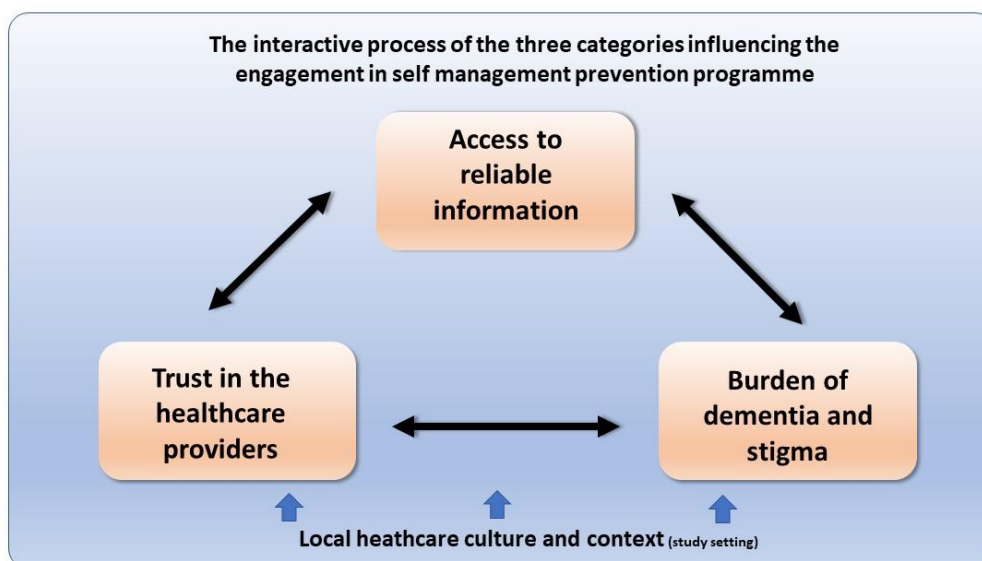 The interactive process of the three categories influencing the
engagement in self management prevention programme
Access to
reliable
information
Trust in the
healthcare
providers
Burden of
dementia and
stigma
Local heathcare culture and context (study setting)